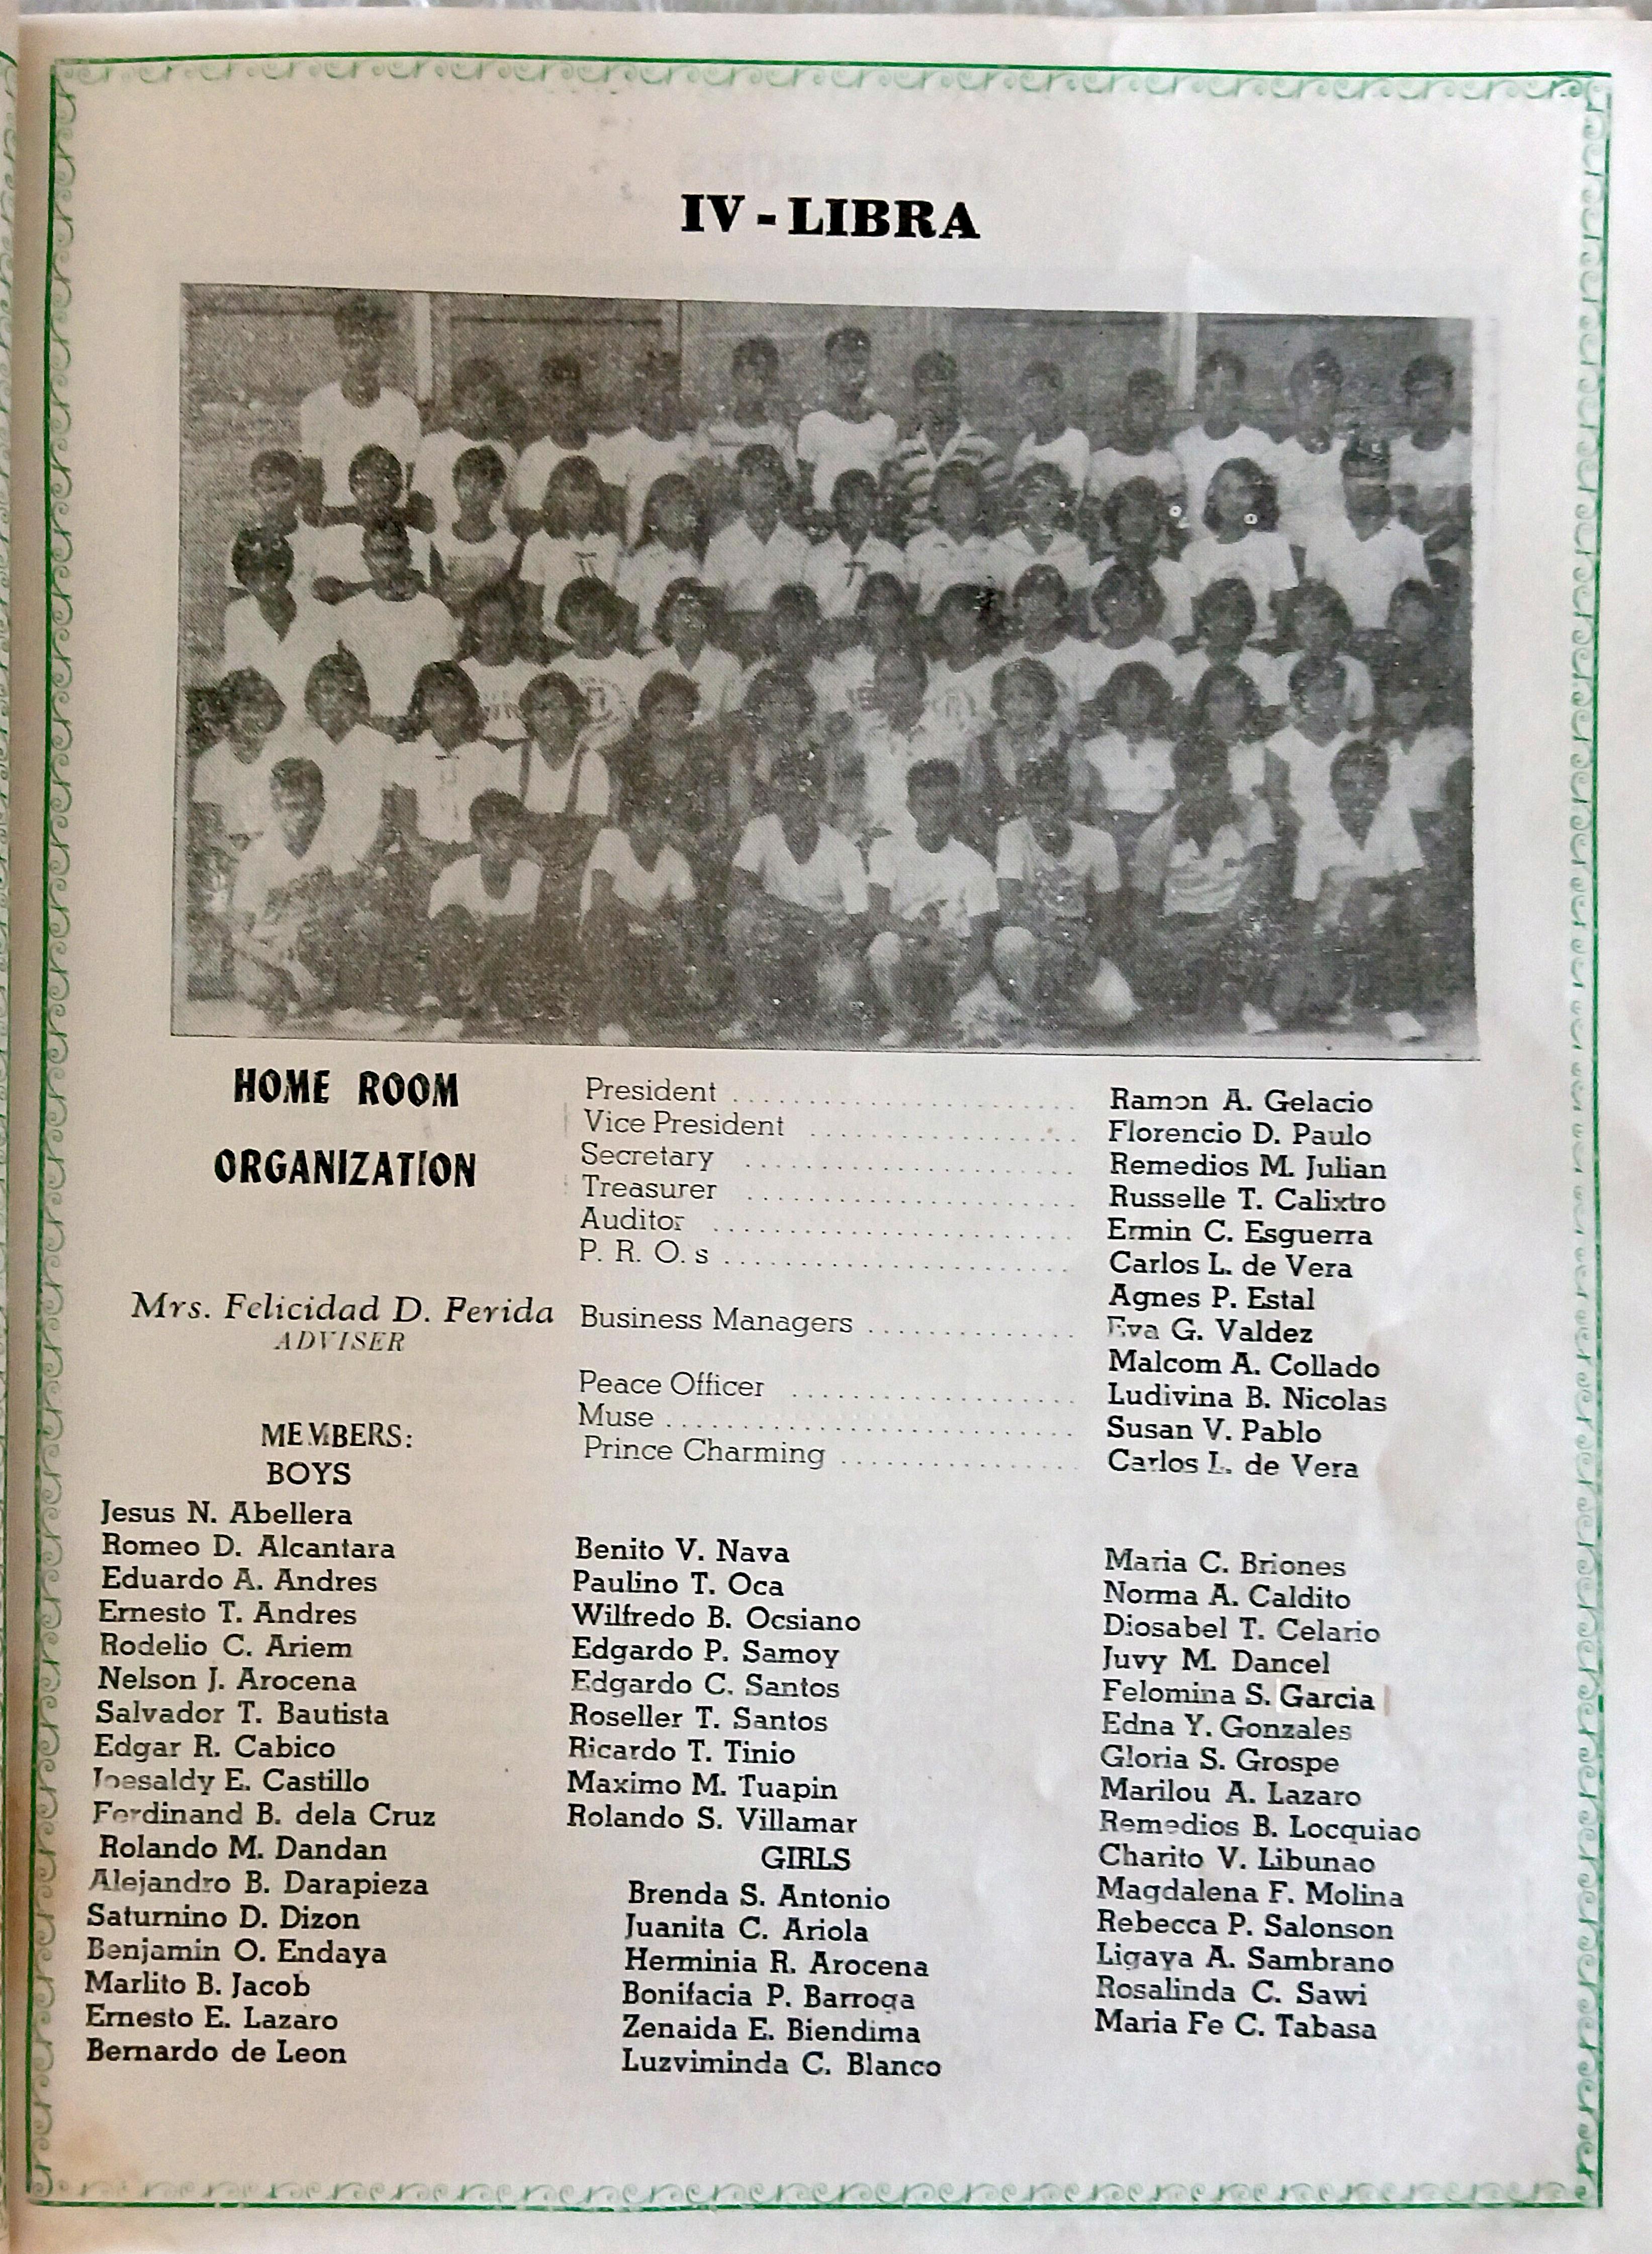 IV - LIBRA
HOME ROOM
ORGANIZATION
Mrs. Felicidad D. Perida
ADVISER
President ........................ Ramon A. Gelacio
Vice President ........................ Florencio D. Paulo
Secretary ........................ Remedios M. Julian
Treasurer ........................ Russelle T. Calixtro
Auditor ........................ Ermin C. Esguerra
P. R. O. s ........................ Carlos L. de Vera
Agnes P. Estal
Business Managers ............... Eva G. Valdez
Malcom A. Collado
Peace Officer ........................ Ludivina B. Nicolas
Muse ........................ Susan V. Pablo
Prince Charming ................. Carlos L. de Vera
MEMBERS:
BOYS
Jesus N. Abellera
Romeo D. Alcantara
Eduardo A. Andres
Ernesto T. Andres
Rodelio C. Ariem
Nelson J. Arocena
Salvador T. Bautista
Edgar R. Cabico
Joesaldy E. Castillo
Ferdinand B. dela Cruz
Rolando M. Dandan
Alejandro B. Darapieza
Saturnino D. Dizon
Benjamin O. Endaya
Marlito B. Jacob
Ernesto E. Lazaro
Bernardo de Leon
Benito V. Nava
Paulino T. Oca
Wilfredo B. Ocsiano
Edgardo P. Samoy
Edgardo C. Santos
Roseller T. Santos
Ricardo T. Tinio
Maximo M. Tuapin
Rolando S. Villamar
GIRLS
Brenda S. Antonio
Juanita C. Ariola
Herminia R. Arocena
Bonifacia P. Barroga
Zenaida E. Biendima
Luzviminda C. Blanco
Maria C. Briones
Norma A. Caldito
Diosabel T. Celario
Juvy M. Dancel
Felomina S. Garcia
Edna Y. Gonzales
Gloria S. Grospe
Marilou A. Lazaro
Remedios B. Locquiao
Charito V. Libunao
Magdalena F. Molina
Rebecca P. Salonson
Ligaya A. Sambrano
Rosalinda C. Sawi
Maria Fe C. Tabasa